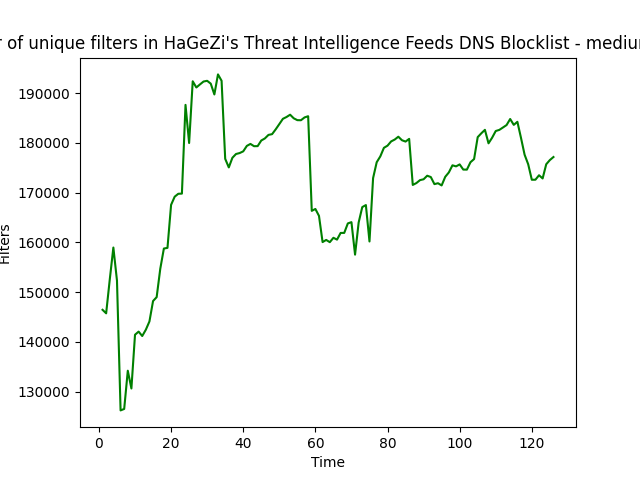 r of unique filters in HaGeZi's Threat Intelligence Feeds DNS Blocklist - mediu
190000
180000
170000
160000
150000
140000
130000
Filters
0 20 40 60 80 100 120
Time